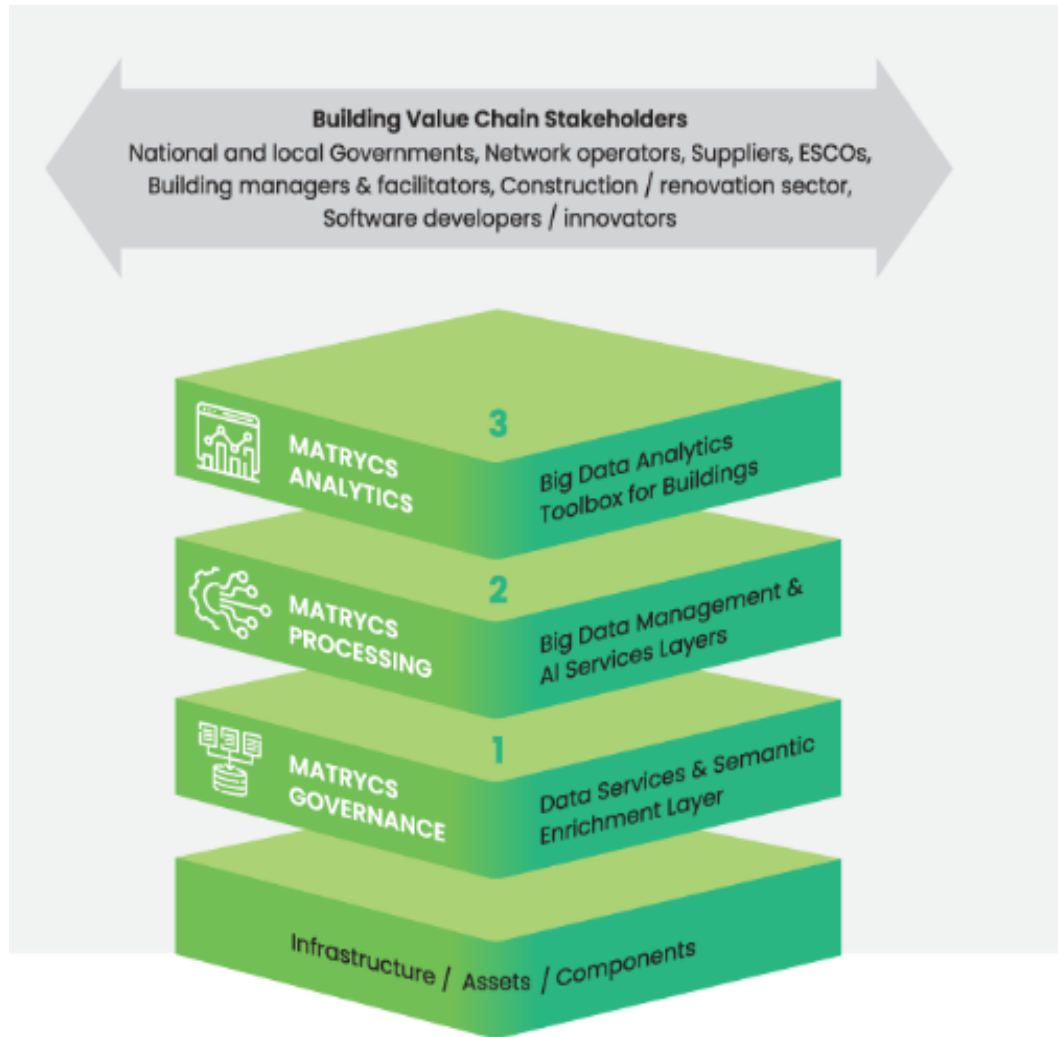 Building Value Chain Stakeholders
National and local Governments, Network operators, Suppliers, ESCOs,
Building managers & facilitators, Construction / renovation sector,
Software developers / innovators
3
MATRYCS
ANALYTICS
Big Data Analytics
Toolbox for Buildings
2
MATRYCS
PROCESSING
Big Data Management &
AI Services Layers
1
MATRYCS
GOVERNANCE
Data Services & Semantic
Enrichment Layer
Infrastructure / Assets / Components